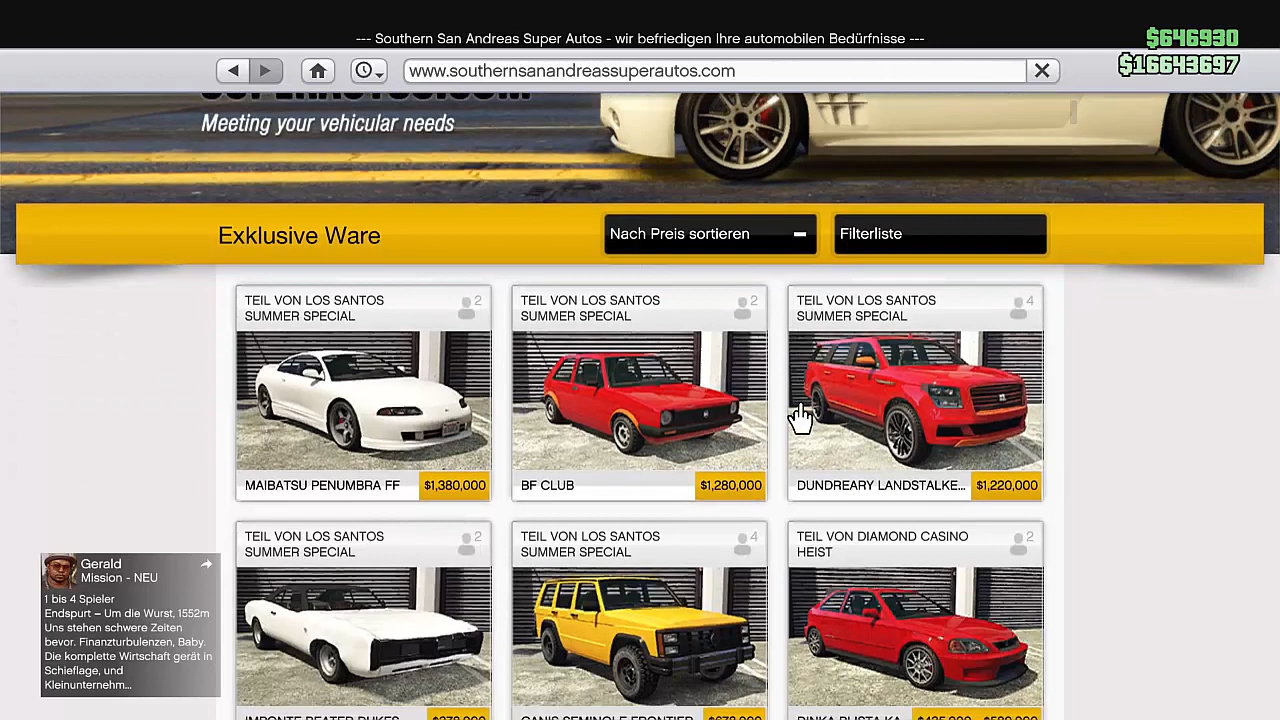 --- Southern San Andreas Super Autos - wir befriedigen Ihre automobilen Bedürfnisse ---
$646930
$16643697
www.southernsanandreassuperautos.com
Meeting your vehicular needs
Exklusive Ware
Nach Preis sortieren
Filterliste
TEIL VON LOS SANTOS
SUMMER SPECIAL
2
MAIBATSU PENUMBRA FF
$1,380,000
TEIL VON LOS SANTOS
SUMMER SPECIAL
2
BF CLUB
$1,280,000
TEIL VON LOS SANTOS
SUMMER SPECIAL
4
DUNDREARY LANDSTALKE...
$1,220,000
TEIL VON LOS SANTOS
SUMMER SPECIAL
2
TEIL VON LOS SANTOS
SUMMER SPECIAL
4
TEIL VON DIAMOND CASINO
HEIST
2
Gerald
Mission - NEU
1 bis 4 Spieler
Endspurt – Um die Wurst, 1552m
Uns stehen schwere Zeiten
bevor. Finanzturbulenzen, Baby.
Die komplette Wirtschaft gerät in
Schieflage, und
Kleinunternehm...